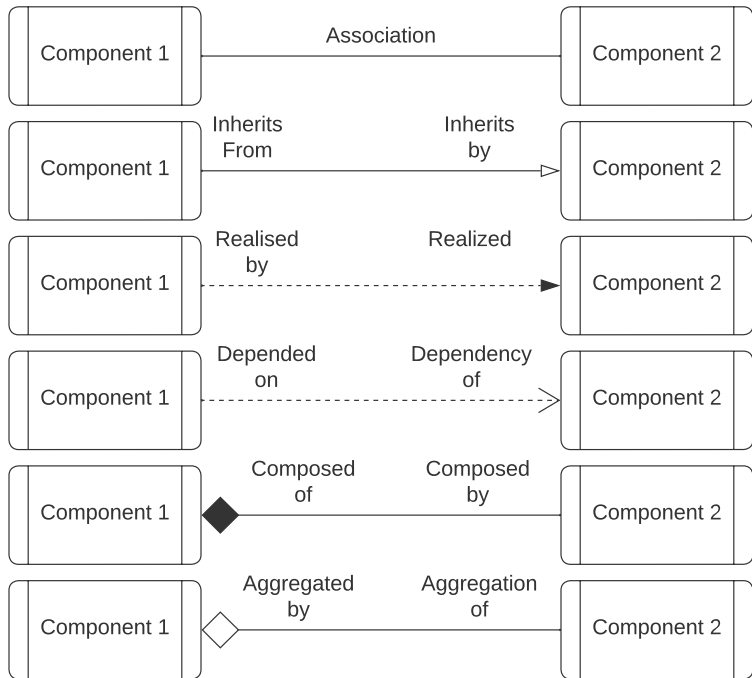 Association
Component 1
Component 2
Inherits
From
Inherits
by
Component 1
Component 2
Realised
by
Realized
Component 1
Component 2
Depended
on
Dependency
of
Component 1
Component 2
Composed
of
Composed
by
Component 1
Component 2
Aggregated
by
Aggregation
of
Component 1
Component 2